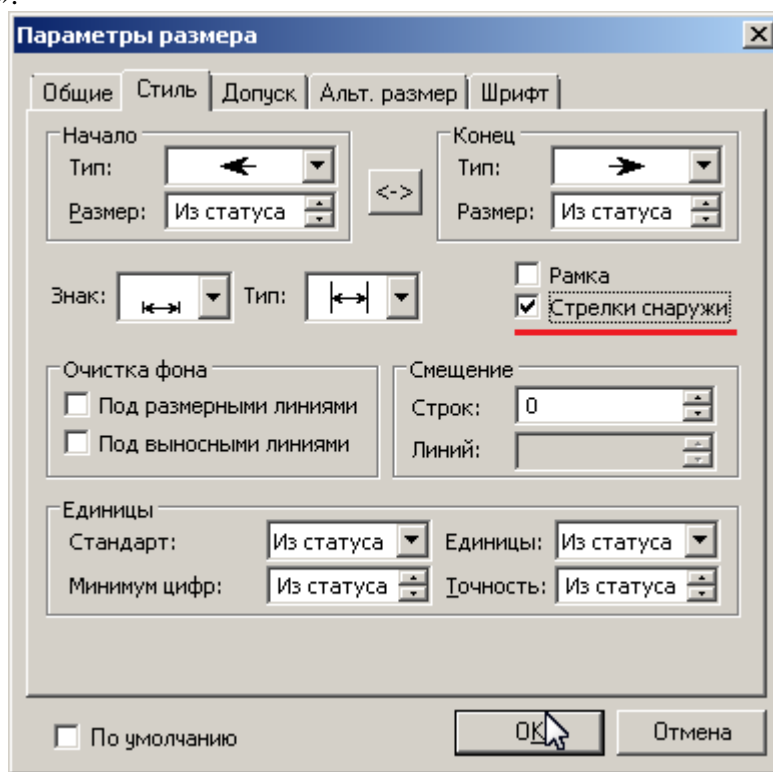 Параметры размера
Общие Стиль Допуск Альт. размер Шрифт
Начало Конец
Тип: Тип:
<->
Размер: Из статуса Размер: Из статуса
Рамка
Знак: Тип: Стрелки снаружи
Очистка фона Смещение
Под размерными линиями Строк: 0
Под выносными линиями Линий:
Единицы
Стандарт: Из статуса Единицы: Из статуса
Минимум цифр: Из статуса Точность: Из статуса
По умолчанию OK Отмена